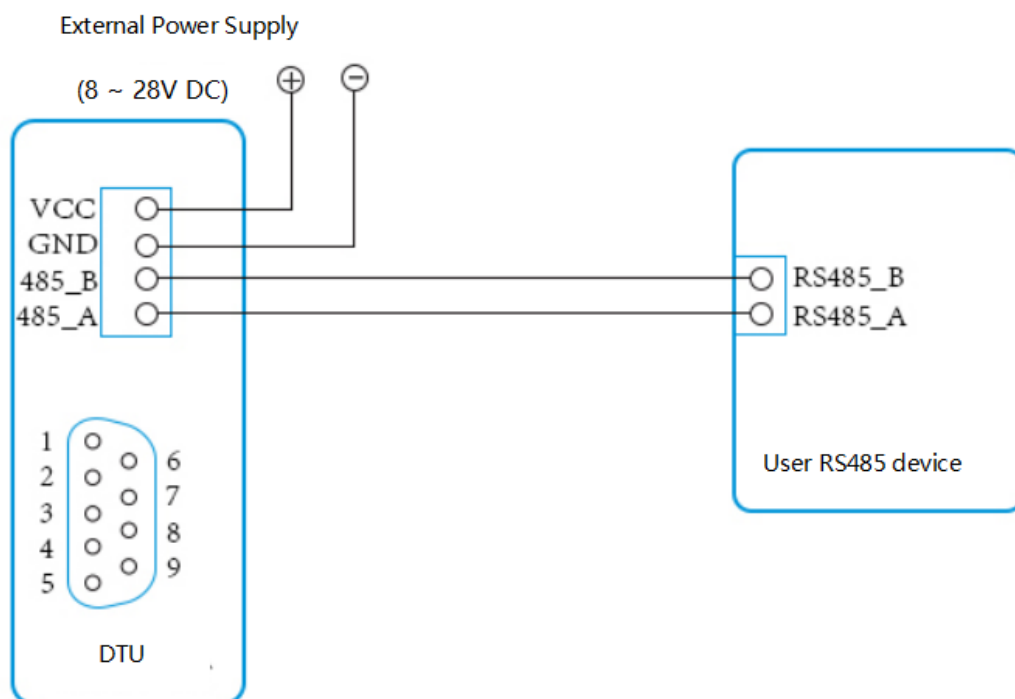 External Power Supply
(8 ~ 28V DC)
VCC
GND
485_B
485_A
RS485_B
RS485_A
1
6
2
7
3
8
4
9
5
User RS485 device
DTU